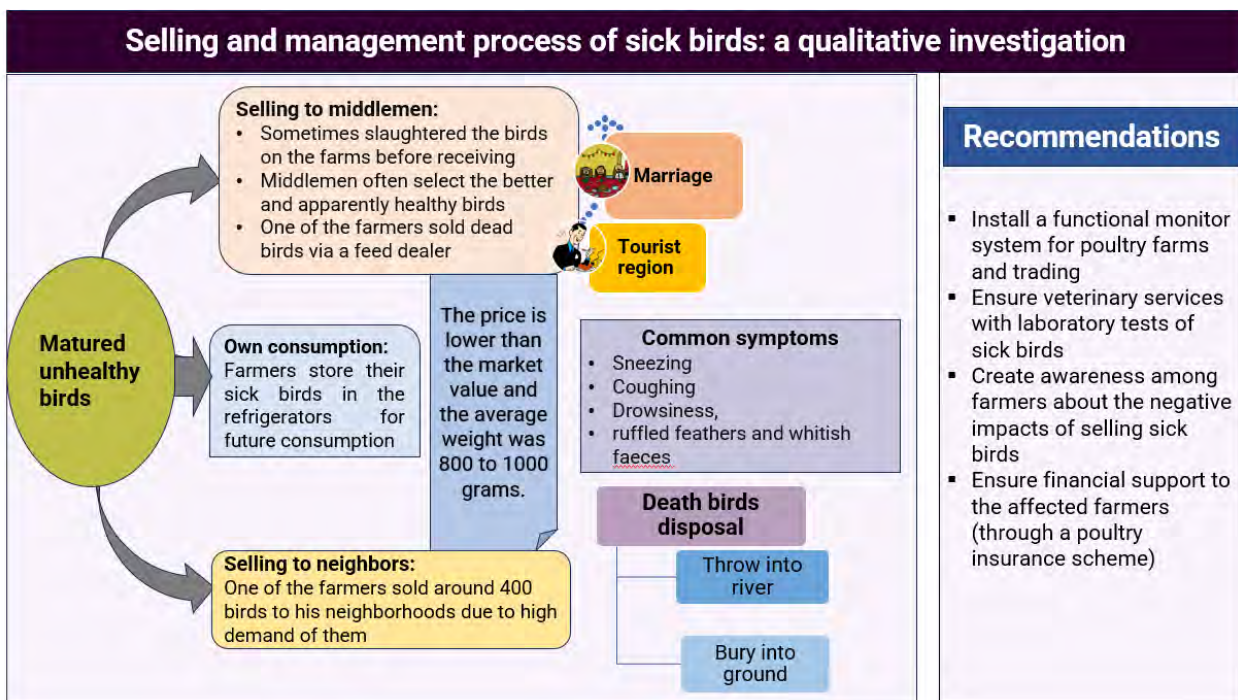 Selling and management process of sick birds: a qualitative investigation
Selling to middlemen:
• Sometimes slaughtered the birds
on the farms before receiving
• Middlemen often select the better
and apparently healthy birds
• One of the farmers sold dead
birds via a feed dealer
Marriage
Tourist
region
Matured
unhealthy
birds
Own consumption:
Farmers store their
sick birds in the
refrigerators for
future consumption
The price is
lower than
the market
value and
the average
weight was
800 to 1000
grams.
Common symptoms
• Sneezing
• Coughing
• Drowsiness,
• ruffled feathers and whitish
faeces
Death birds
disposal
Throw into
river
Bury into
ground
Selling to neighbors:
One of the farmers sold around 400
birds to his neighborhoods due to high
demand of them
Recommendations
▪ Install a functional monitor
system for poultry farms
and trading
▪ Ensure veterinary services
with laboratory tests of
sick birds
▪ Create awareness among
farmers about the negative
impacts of selling sick
birds
▪ Ensure financial support to
the affected farmers
(through a poultry
insurance scheme)